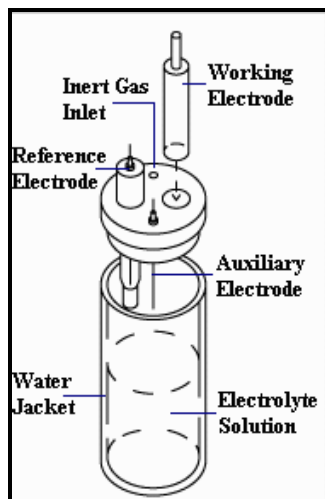 Working
Electrode
Inert Gas
Inlet
Reference
Electrode
Auxiliary
Electrode
Water
Jacket
Electrolyte
Solution